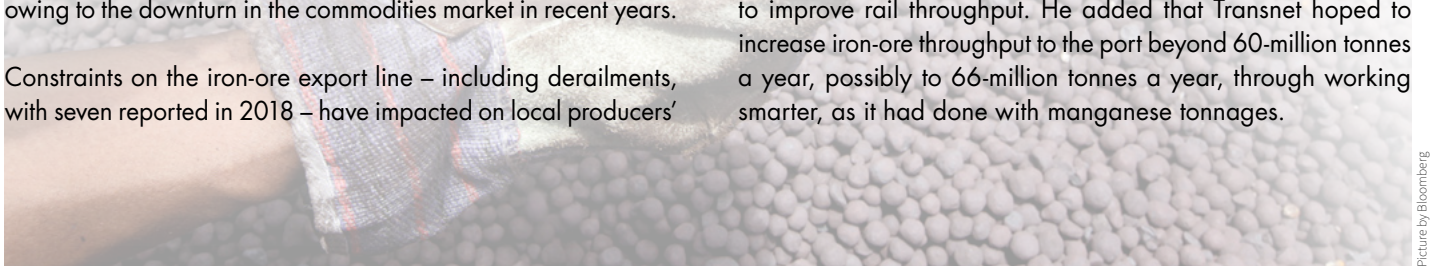 owing to the downturn in the commodities market in recent years.
Constraints on the iron-ore export line – including derailments,
with seven reported in 2018 – have impacted on local producers’
to improve rail throughput. He added that Transnet hoped to
increase iron-ore throughput to the port beyond 60-million tonnes
a year, possibly to 66-million tonnes a year, through working
smarter, as it had done with manganese tonnages.
Picture by Bloomberg